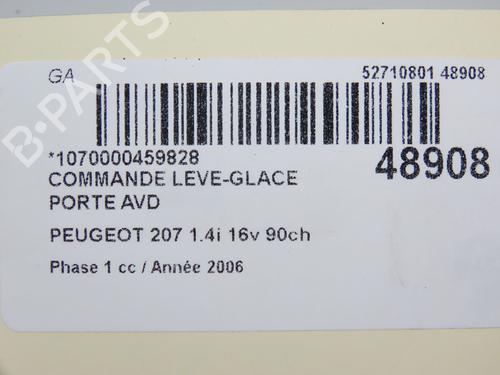 GA
52710801 48908
*1070000459828
48908
COMMANDE LEVE-GLACE
PORTE AVD
PEUGEOT 207 1.4i 16v 90ch
Phase 1 cc / Année 2006
B-PARTS